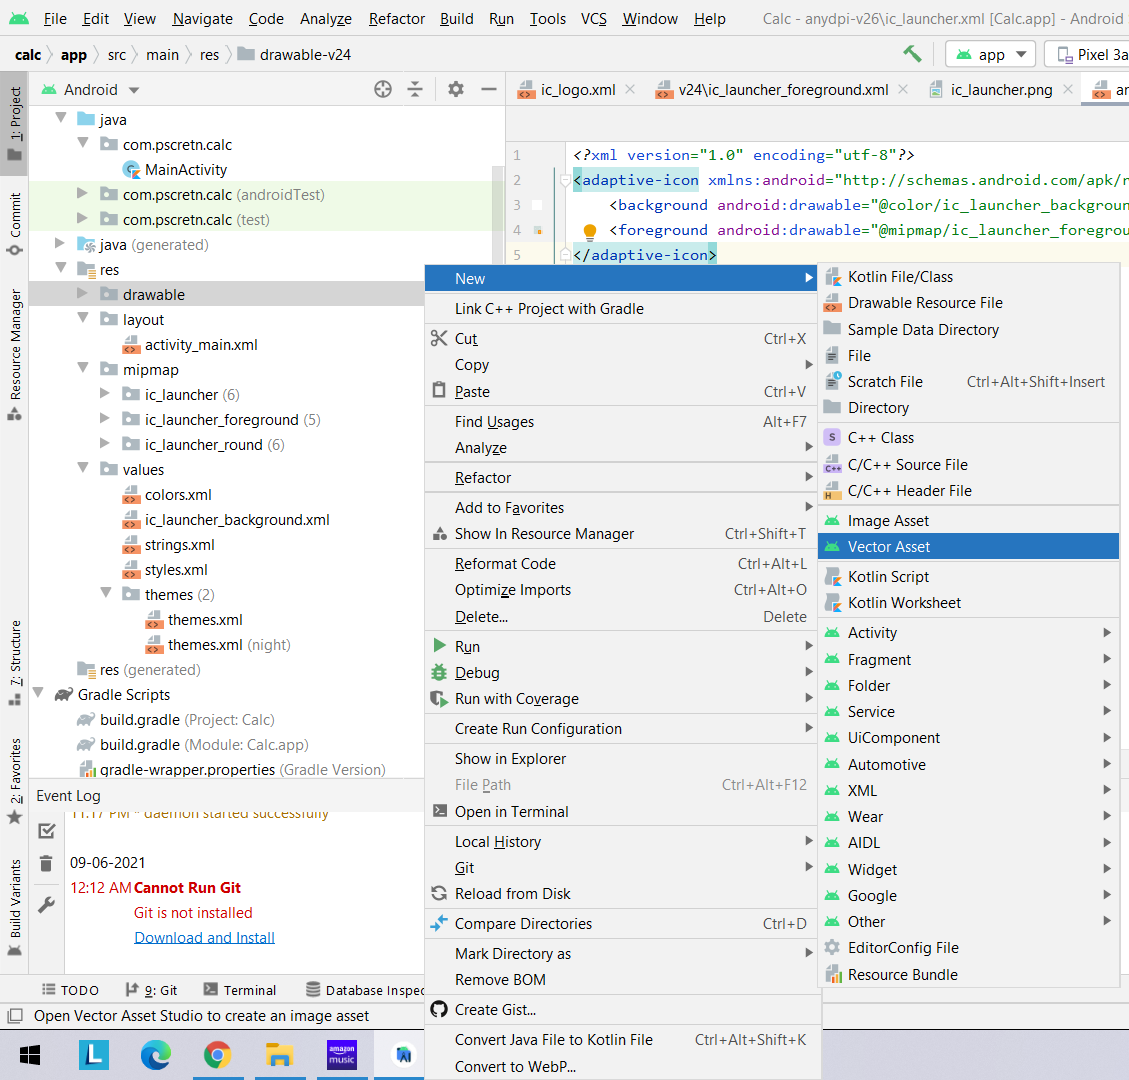 File Edit View Navigate Code Analyze Refactor Build Run Tools VCS Window Help Calc - anydpi-v26\ic_launcher.xml [Calc.app] - Android
calc app src main res drawable-v24 app Pixel 3a
Android ic_logo.xml v24\ic_launcher_foreground.xml ic_launcher.png
1: Project
Commit
Resource Manager
7: Structure
2: Favorites
Build Variants
java
com.pscretn.calc
MainActivity
com.pscretn.calc (androidTest)
com.pscretn.calc (test)
java (generated)
res
drawable
layout
activity_main.xml
mipmap
ic_launcher (6)
ic_launcher_foreground (5)
ic_launcher_round (6)
values
colors.xml
ic_launcher_background.xml
strings.xml
styles.xml
themes (2)
themes.xml
themes.xml (night)
res (generated)
Gradle Scripts
build.gradle (Project: Calc)
build.gradle (Module: Calc.app)
gradle-wrapper.properties (Gradle Version)
1 <?xml version="1.0" encoding="utf-8"?>
2 <adaptive-icon xmlns:android="http://schemas.android.com/apk/r
3 <background android:drawable="@color/ic_launcher_background
4 <foreground android:drawable="@mipmap/ic_launcher_foregrou
5 </adaptive-icon>
New
Link C++ Project with Gradle
Cut Ctrl+X
Copy
Paste Ctrl+V
Find Usages Alt+F7
Analyze
Refactor
Add to Favorites
Show In Resource Manager Ctrl+Shift+T
Reformat Code Ctrl+Alt+L
Optimize Imports Ctrl+Alt+O
Delete... Delete
Run
Debug
Run with Coverage
Create Run Configuration
Show in Explorer
File Path Ctrl+Alt+F12
Open in Terminal
Local History
Git
Reload from Disk
Compare Directories Ctrl+D
Mark Directory as
Remove BOM
Create Gist...
Convert Java File to Kotlin File Ctrl+Alt+Shift+K
Convert to WebP...
Kotlin File/Class
Drawable Resource File
Sample Data Directory
File
Scratch File Ctrl+Alt+Shift+Insert
Directory
S C++ Class
C++ C/C++ Source File
H C/C++ Header File
Image Asset
Vector Asset
Kotlin Script
Kotlin Worksheet
Activity
Fragment
Folder
Service
UiComponent
Automotive
XML
Wear
AIDL
Widget
Google
Other
EditorConfig File
Resource Bundle
Event Log
11:17 PM * daemon started successfully
09-06-2021
12:12 AM Cannot Run Git
Git is not installed
Download and Install
TODO 9: Git Terminal Database Inspec
Open Vector Asset Studio to create an image asset
L amazon music